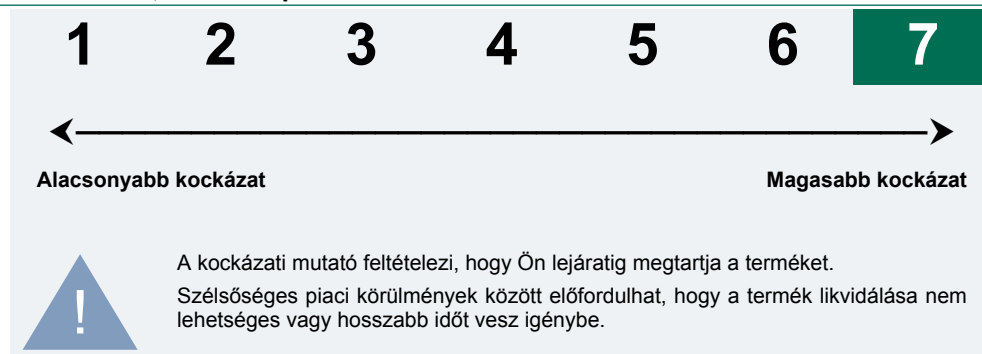 1 2 3 4 5 6 7
Alacsonyabb kockázat Magasabb kockázat
A kockázati mutató feltételezi, hogy Ön lejáratig megtartja a terméket.
Szélsőséges piaci körülmények között előfordulhat, hogy a termék likvidálása nem
lehetséges vagy hosszabb időt vesz igénybe.
!